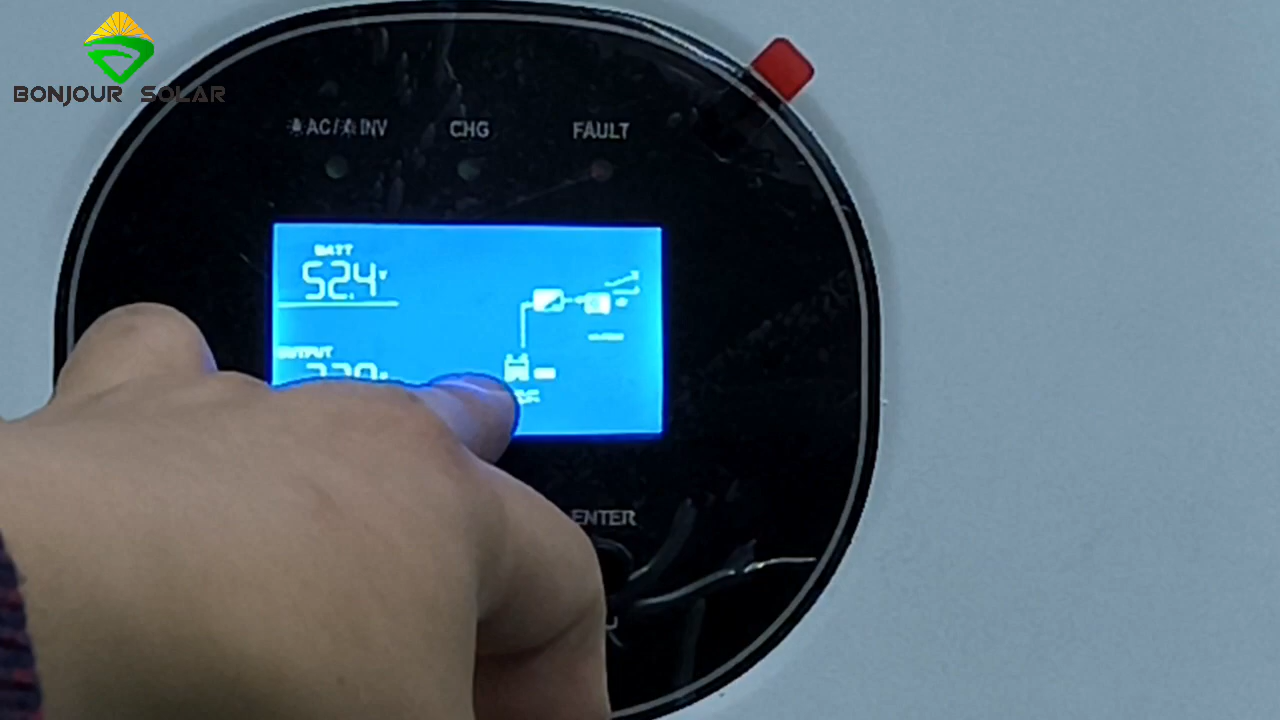 BONJOUR SOLAR
AC/ INV
CHG
FAULT
BATT
52.4V
OUTPUT
ENTER